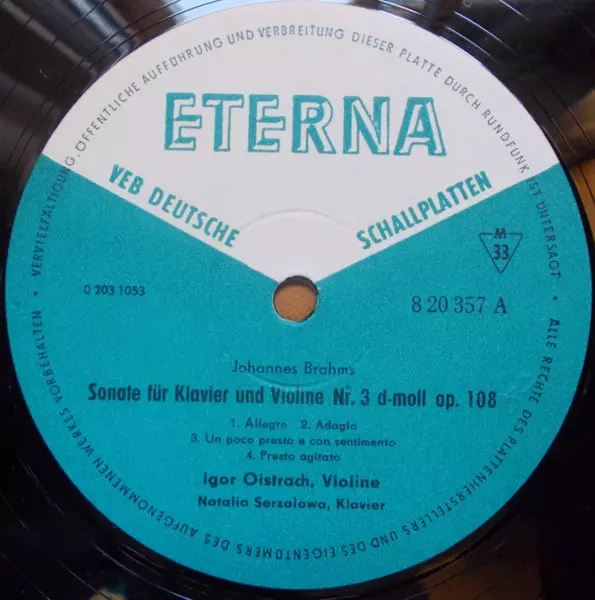 ETERNA
VEB DEUTSCHE SCHALLPLATTEN
M
33
0 203 1053
8 20 357 A
Johannes Brahms
Sonate für Klavier und Violine Nr. 3 d-moll op. 108
1. Allegro 2. Adagio
3. Un poco presto e con sentimento
4. Presto agitato
Igor Oistrach, Violine
Natalia Serzalowa, Klavier
• ALLE RECHTE DES PLATTENHERSTELLERS UND DES EIGENTÜMERS DES AUFGENOMMENEN WERKES VORBEHALTEN • VERVIELFÄLTIGUNG, ÖFFENTLICHE AUFFÜHRUNG UND VERBREITUNG DIESER PLATTE DURCH RUNDFUNK IST UNTERSAGT